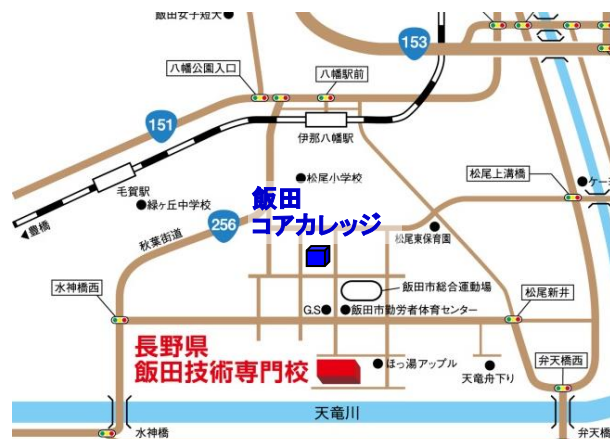 飯田女子短大
153
八幡公園入口
八幡駅前
151
伊那八幡駅
毛賀駅
松尾小学校
松尾上溝橋
緑ヶ丘中学校
飯田
コアカレッジ
豊橋
256
秋葉街道
松尾東保育園
水神橋西
飯田市総合運動場
松尾新井
G.S
飯田市勤労者体育センター
長野県
飯田技術専門校
ほっ湯アップル
天竜舟下り
弁天橋西
天竜川
水神橋
弁天橋